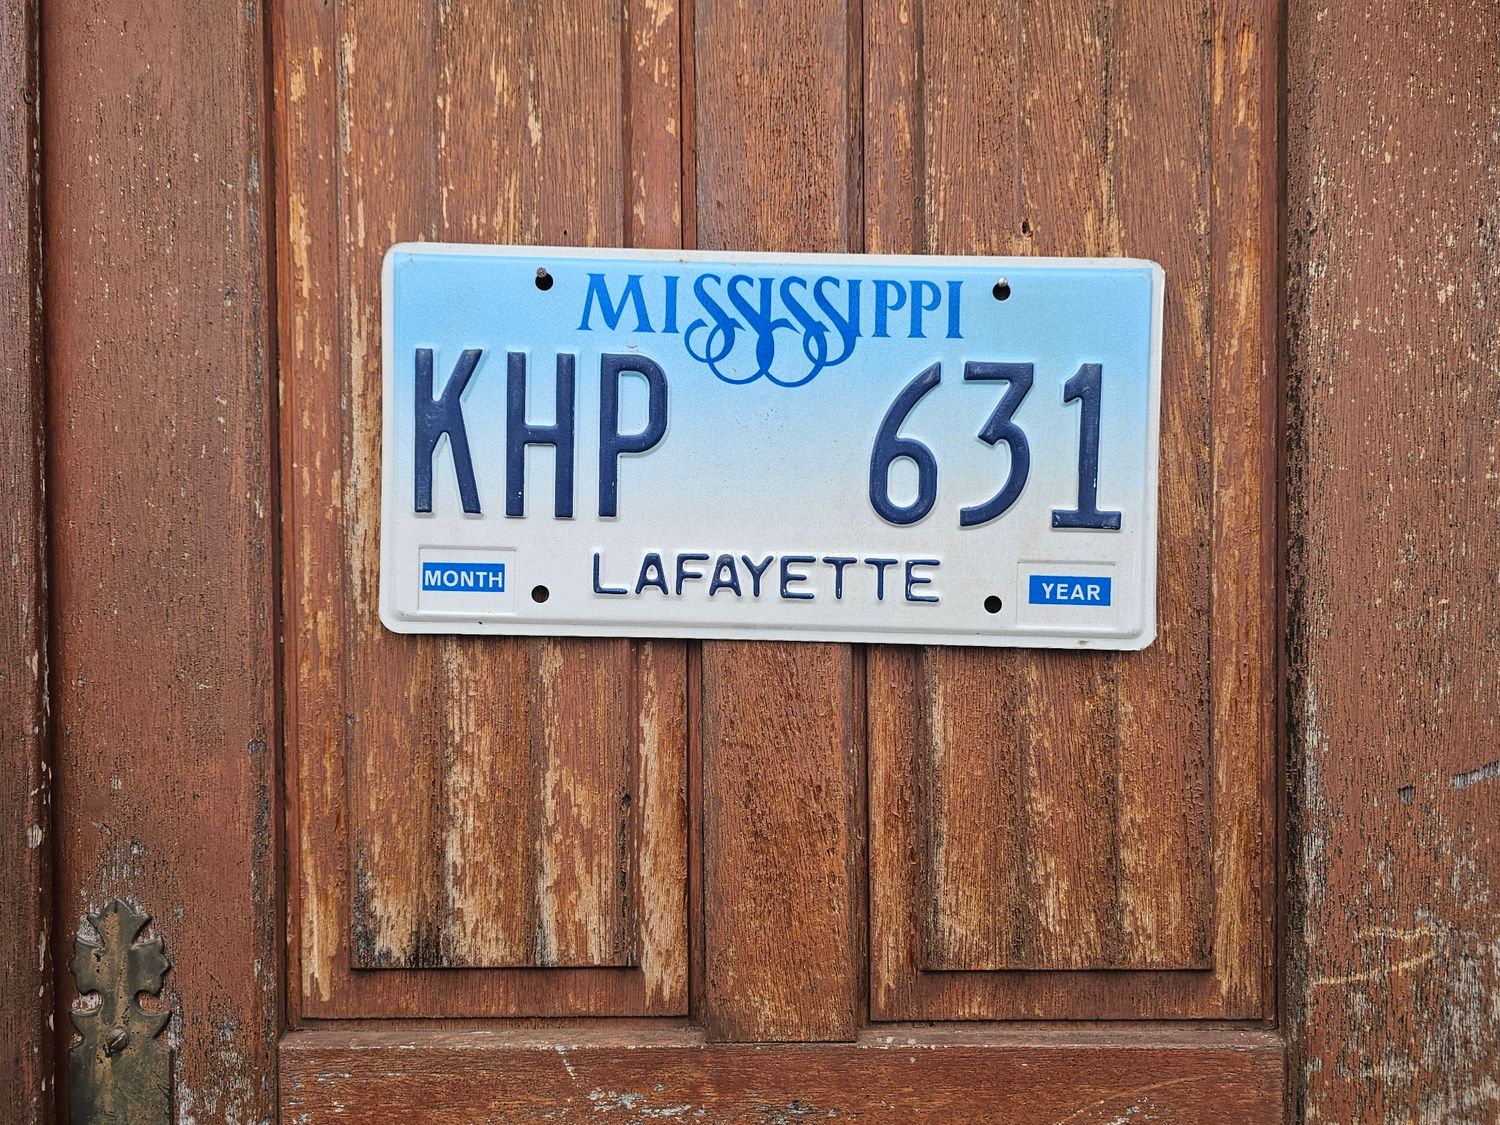 MISSISSIPPI
KHP 631
MONTH LAFAYETTE YEAR